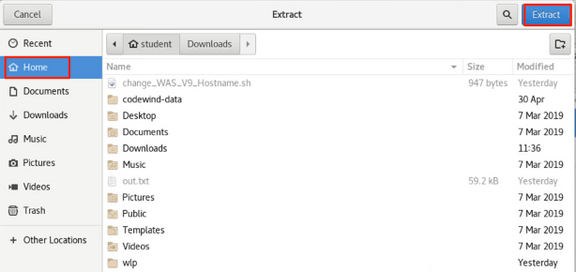 Cancel Extract Extract
Recent
Home
Documents
Downloads
Music
Pictures
Videos
Trash
Other Locations
student Downloads
Name Size Modified
change_WAS_V9_Hostname.sh 947 bytes Yesterday
codewind-data 30 Apr
Desktop 7 Mar 2019
Documents 7 Mar 2019
Downloads 11:36
Music 7 Mar 2019
out.txt 59.2 kB Yesterday
Pictures 7 Mar 2019
Public 7 Mar 2019
Templates 7 Mar 2019
Videos 7 Mar 2019
wlp Yesterday